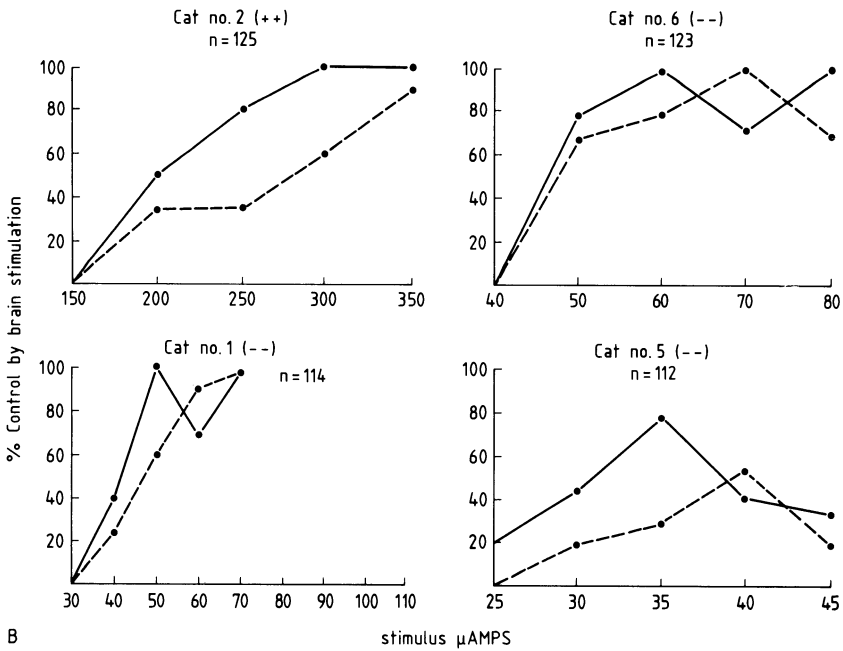 Cat no. 2 (++)
n = 125
100
80
60
40
20
150 200 250 300 350
Cat no. 6 (--)
n = 123
100
80
60
40
20
40 50 60 70 80
% Control by brain stimulation
Cat no. 1 (--)
n = 114
100
80
60
40
20
30 40 50 60 70 80 90 100 110
Cat no. 5 (--)
n = 112
100
80
60
40
20
25 30 35 40 45
B
stimulus μAMPS